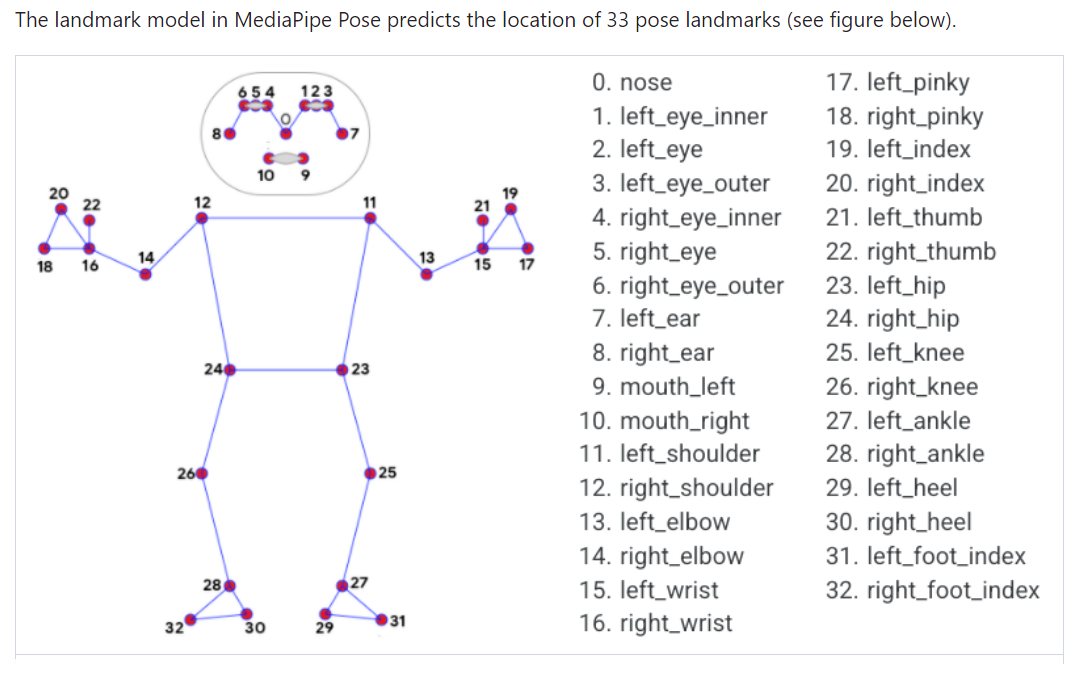 The landmark model in MediaPipe Pose predicts the location of 33 pose landmarks (see figure below).
6 5 4 1 2 3
0
8 7
10 9
20 22 12 11 21 19
18 16 14 13 15 17
24 23
26 25
28 27
32 30 29 31
0. nose
1. left_eye_inner
2. left_eye
3. left_eye_outer
4. right_eye_inner
5. right_eye
6. right_eye_outer
7. left_ear
8. right_ear
9. mouth_left
10. mouth_right
11. left_shoulder
12. right_shoulder
13. left_elbow
14. right_elbow
15. left_wrist
16. right_wrist
17. left_pinky
18. right_pinky
19. left_index
20. right_index
21. left_thumb
22. right_thumb
23. left_hip
24. right_hip
25. left_knee
26. right_knee
27. left_ankle
28. right_ankle
29. left_heel
30. right_heel
31. left_foot_index
32. right_foot_index